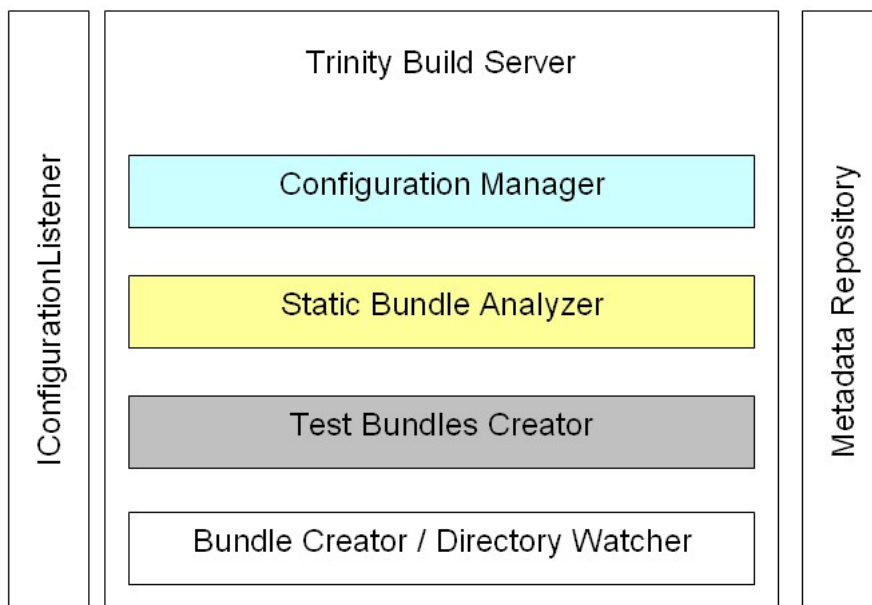 IConfigurationListener
Trinity Build Server
Configuration Manager
Static Bundle Analyzer
Test Bundles Creator
Bundle Creator / Directory Watcher
Metadata Repository